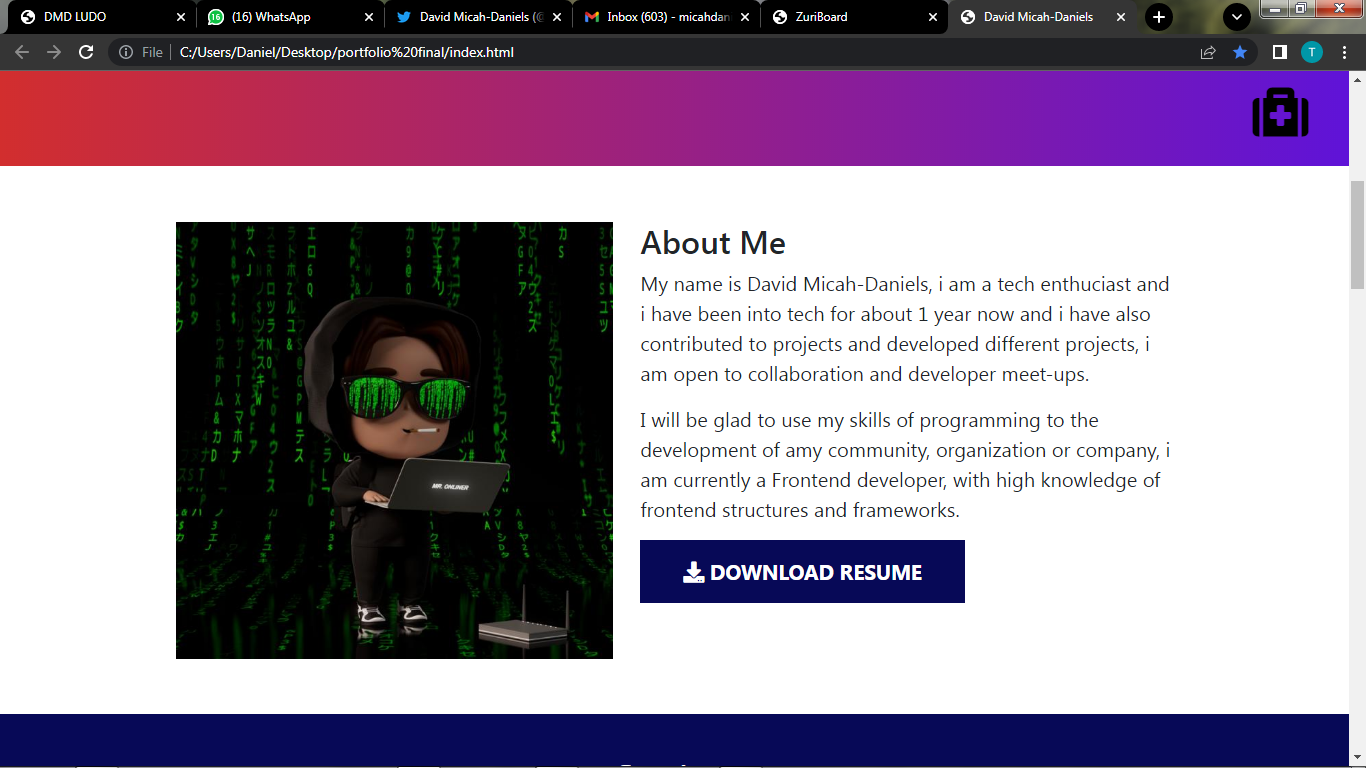 DMD LUDO
(16) WhatsApp
David Micah-Daniels (@
Inbox (603) - micahdan
ZuriBoard
David Micah-Daniels
File
C:/Users/Daniel/Desktop/portfolio%20final/index.html
T
About Me
My name is David Micah-Daniels, i am a tech enthuciast and
i have been into tech for about 1 year now and i have also
contributed to projects and developed different projects, i
am open to collaboration and developer meet-ups.
I will be glad to use my skills of programming to the
development of amy community, organization or company, i
am currently a Frontend developer, with high knowledge of
frontend structures and frameworks.
MR. ONLINER
DOWNLOAD RESUME